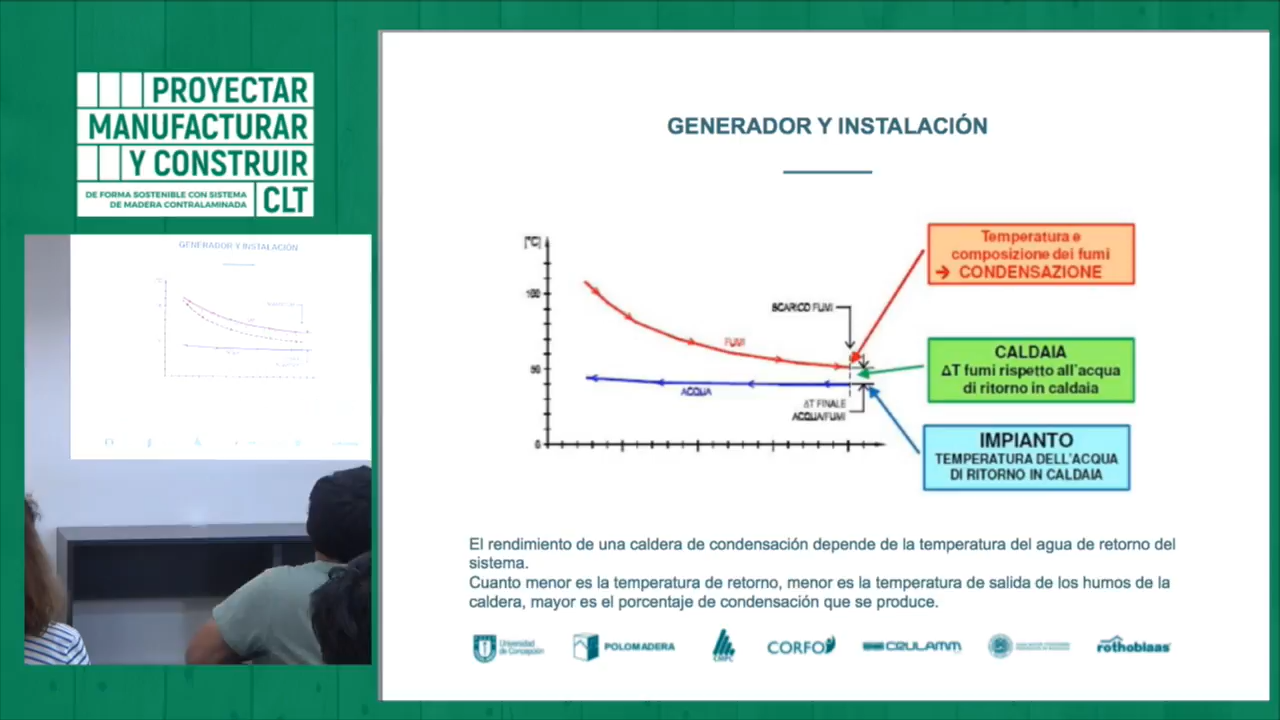 PROYECTAR
MANUFACTURAR
Y CONSTRUIR
DE FORMA SOSTENIBLE CON SISTEMA
DE MADERA CONTRALAMINADA
CLT
GENERADOR Y INSTALACIÓN
GENERADOR Y INSTALACIÓN
[°C]
100
50
0
FUMI
ACQUA
SCARICO FUMI
ΔT FINALE
ACQUA/FUMI
Temperatura e
composizione dei fumi
→ CONDENSAZIONE
CALDAIA
ΔT fumi rispetto all'acqua
di ritorno in caldaia
IMPIANTO
TEMPERATURA DELL'ACQUA
DI RITORNO IN CALDAIA
El rendimiento de una caldera de condensación depende de la temperatura del agua de retorno del
sistema.
Cuanto menor es la temperatura de retorno, menor es la temperatura de salida de los humos de la
caldera, mayor es el porcentaje de condensación que se produce.
Universidad
de Concepción
POLOMADERA
CMPC
CORFO
CRULAMM
rothoblaas